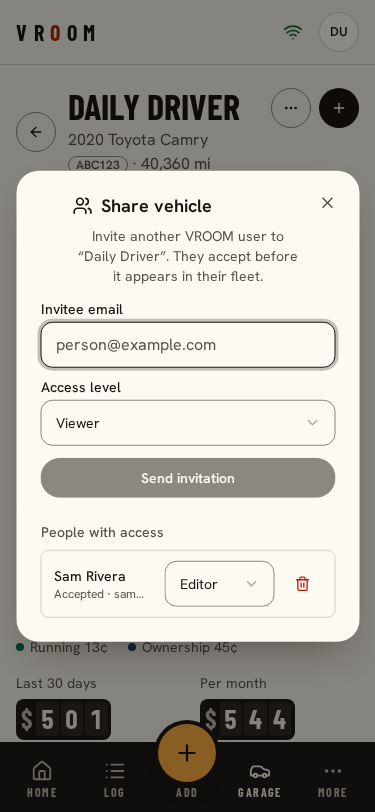 VROOM
DU
DAILY DRIVER
2020 Toyota Camry
ABC123 · 40,360 mi
Share vehicle
Invite another VROOM user to
“Daily Driver”. They accept before
it appears in their fleet.
Invitee email
person@example.com
Access level
Viewer
Send invitation
People with access
Sam Rivera
Accepted · sam...
Editor
Running 13¢
Ownership 45¢
Last 30 days
Per month
$501
$544
HOME
LOG
ADD
GARAGE
MORE